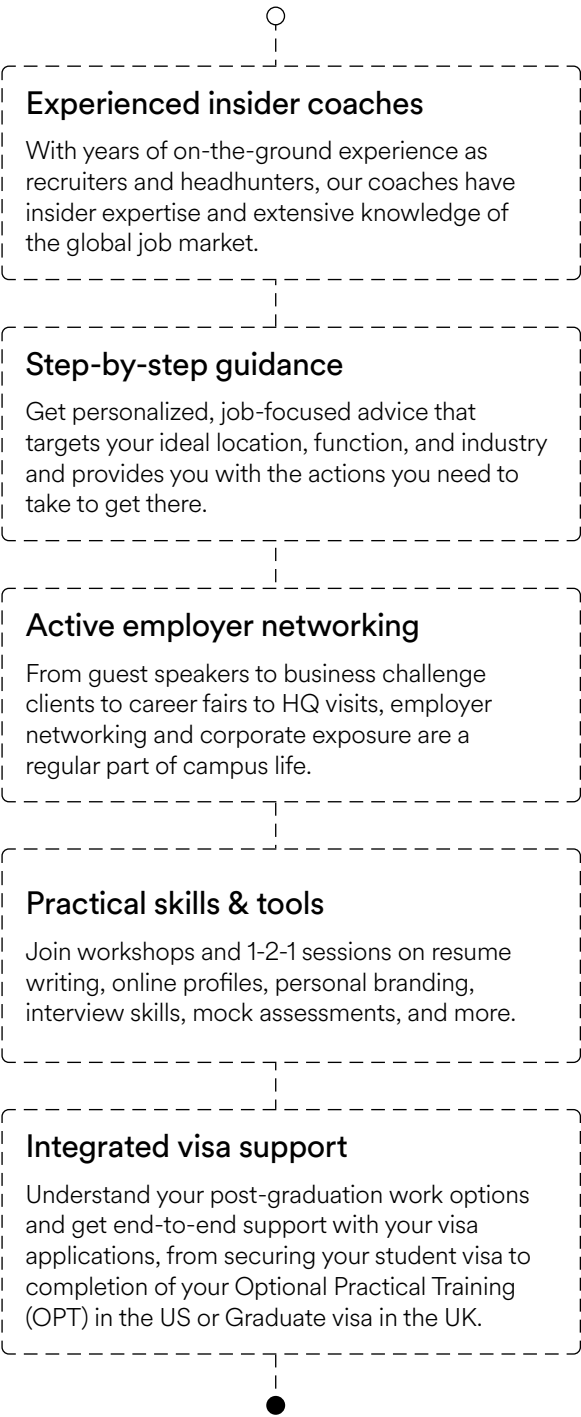 Experienced insider coaches
With years of on-the-ground experience as
recruiters and headhunters, our coaches have
insider expertise and extensive knowledge of
the global job market.
Step-by-step guidance
Get personalized, job-focused advice that
targets your ideal location, function, and industry
and provides you with the actions you need to
take to get there.
Active employer networking
From guest speakers to business challenge
clients to career fairs to HQ visits, employer
networking and corporate exposure are a
regular part of campus life.
Practical skills & tools
Join workshops and 1-2-1 sessions on resume
writing, online profiles, personal branding,
interview skills, mock assessments, and more.
Integrated visa support
Understand your post-graduation work options
and get end-to-end support with your visa
applications, from securing your student visa to
completion of your Optional Practical Training
(OPT) in the US or Graduate visa in the UK.